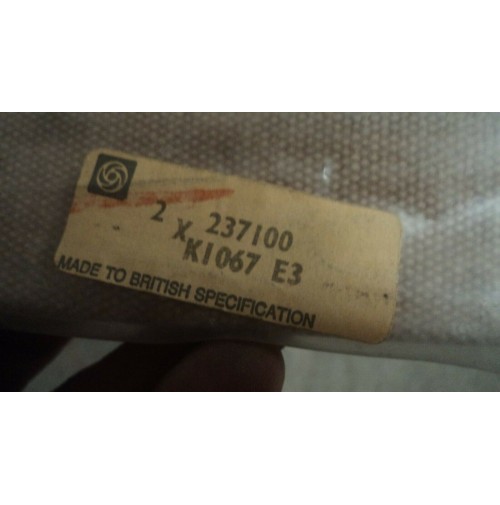 2 X 237100
K1067 E3
MADE TO BRITISH SPECIFICATION